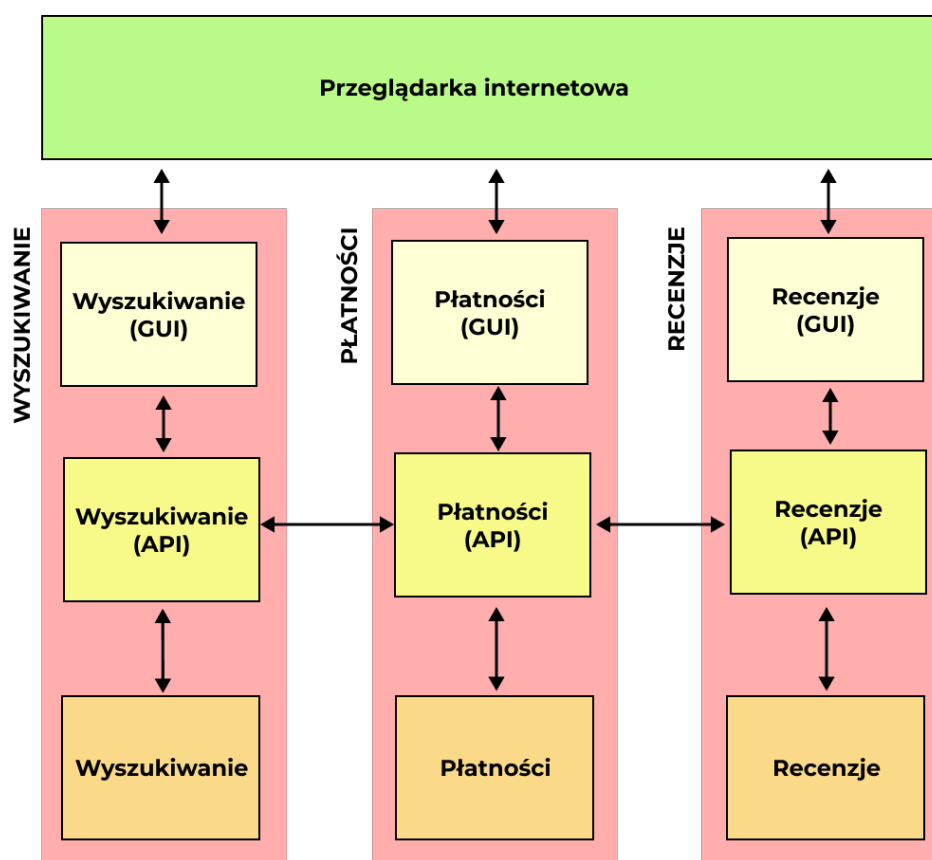 Przeglądarka internetowa
WYSZUKIWANIE
PŁATNOŚCI
RECENZJE
Wyszukiwanie
(GUI)
Płatności
(GUI)
Recenzje
(GUI)
Wyszukiwanie
(API)
Płatności
(API)
Recenzje
(API)
Wyszukiwanie
Płatności
Recenzje